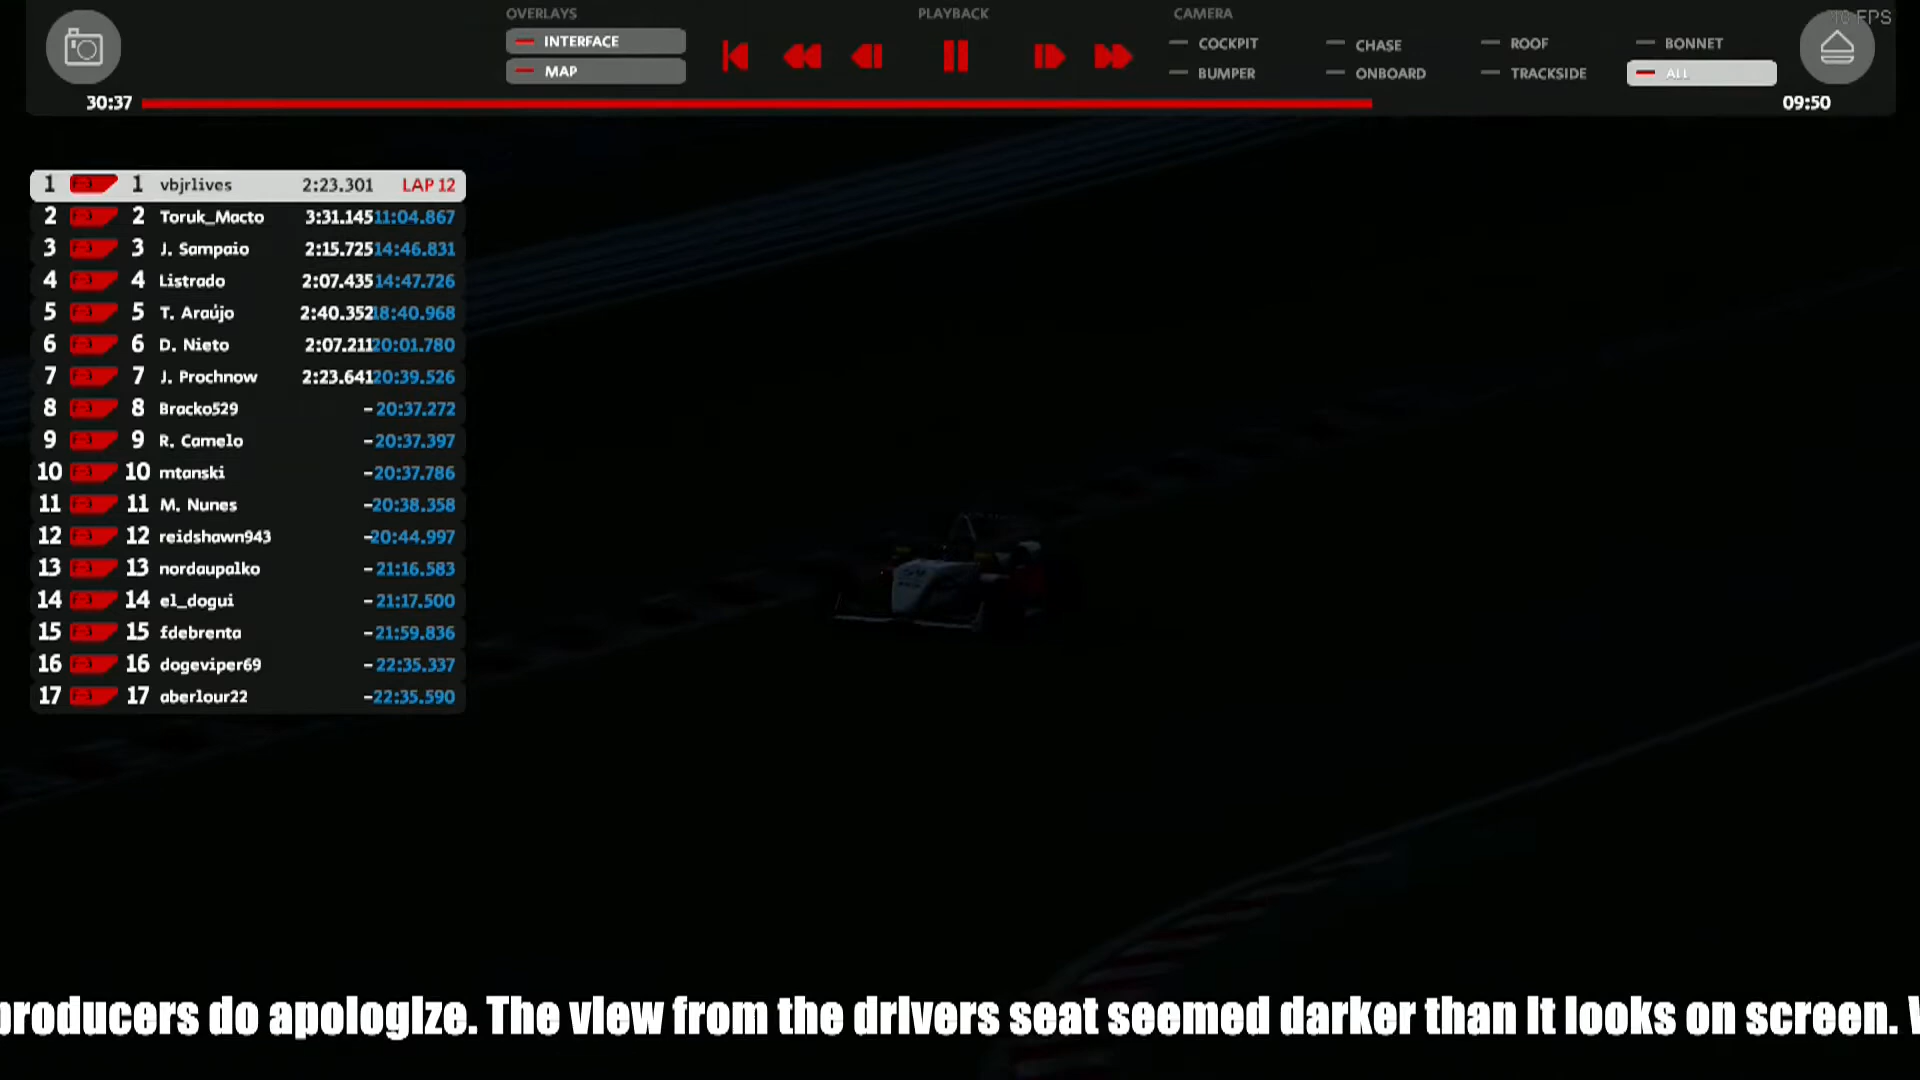 OVERLAYS
PLAYBACK
CAMERA
FPS
INTERFACE
MAP
COCKPIT
CHASE
ROOF
BONNET
BUMPER
ONBOARD
TRACKSIDE
ALL
30:37
09:50
1 1 vbjrlives 2:23.301 LAP 12
2 2 Toruk_Macto 3:31.145 11:04.867
3 3 J. Sampaio 2:15.725 14:46.831
4 4 Listrado 2:07.435 14:47.726
5 5 T. Araújo 2:40.352 18:40.968
6 6 D. Nieto 2:07.211 20:01.780
7 7 J. Prochnow 2:23.641 20:39.526
8 8 Bracko529 - 20:37.272
9 9 R. Camelo - 20:37.397
10 10 mtanski - 20:37.786
11 11 M. Nunes - 20:38.358
12 12 reidshawn943 - 20:44.997
13 13 nordaupalko - 21:16.583
14 14 el_dogui - 21:17.500
15 15 fdebrenta - 21:59.836
16 16 dogeviper69 - 22:35.337
17 17 aberlour22 - 22:35.590
producers do apologize. The view from the drivers seat seemed darker than it looks on screen.